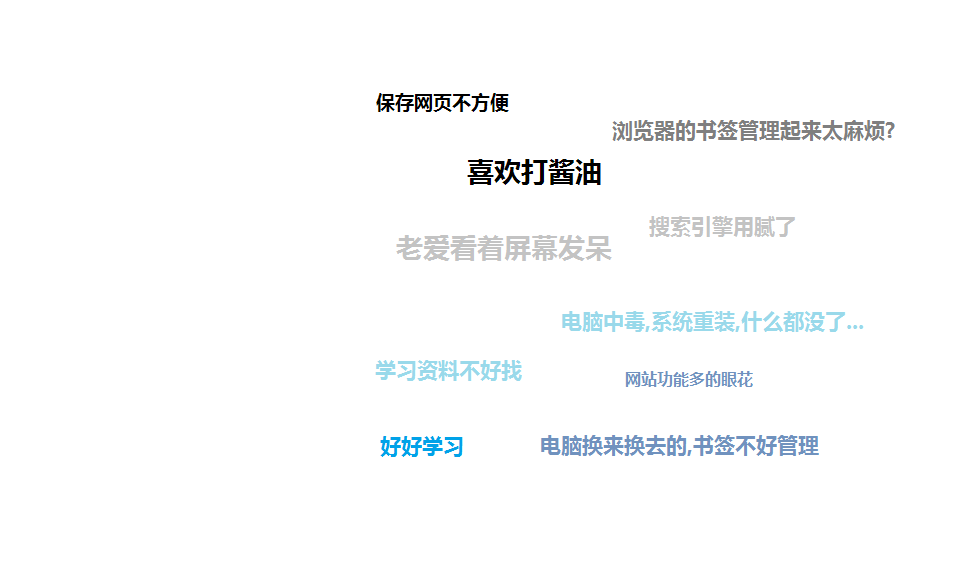 保存网页不方便
浏览器的书签管理起来太麻烦?
喜欢打酱油
搜索引擎用腻了
老爱看着屏幕发呆
电脑中毒,系统重装,什么都没了...
学习资料不好找
网站功能多的眼花
好好学习
电脑换来换去的,书签不好管理